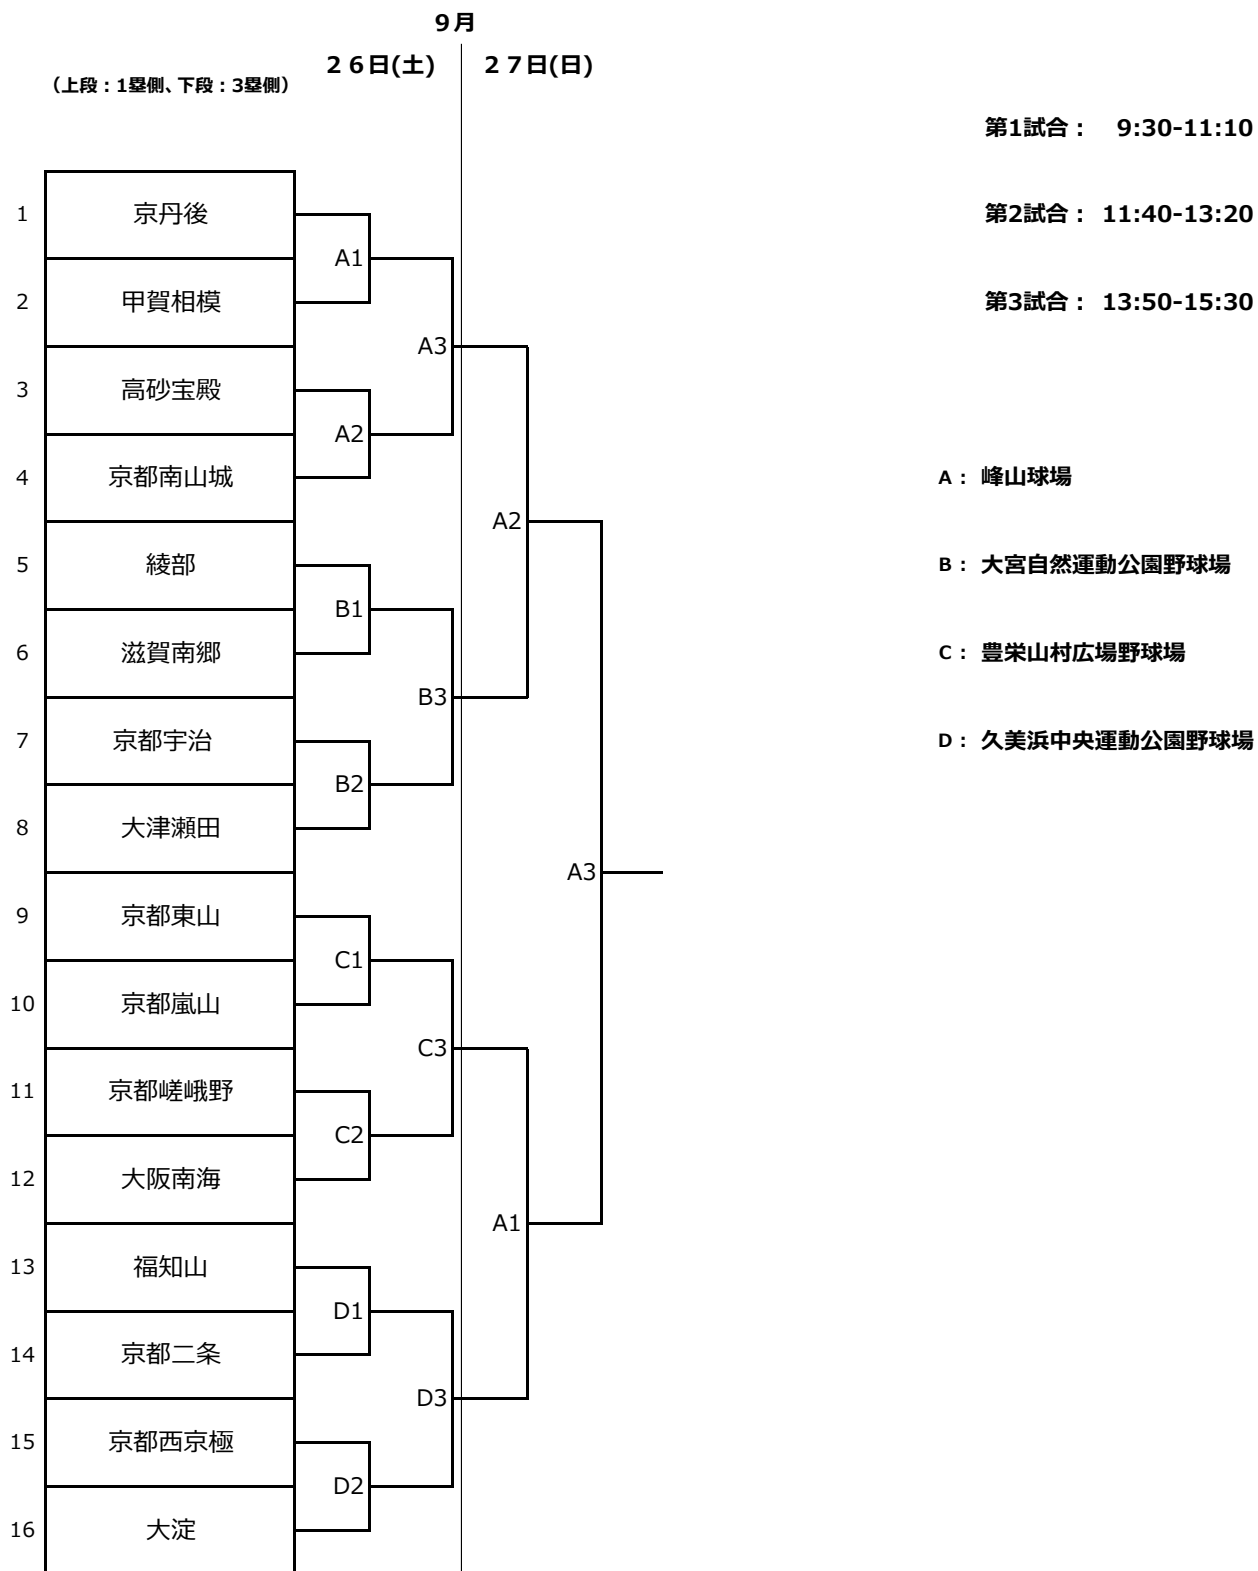 9月
２６日(土)
２７日(日)
（上段：1塁側、下段：3塁側）
第1試合： 9:30-11:10
第2試合： 11:40-13:20
第3試合： 13:50-15:30
1 京丹後
A1
2 甲賀相模
A3
3 高砂宝殿
A2
4 京都南山城
A： 峰山球場
A2
5 綾部
B： 大宮自然運動公園野球場
B1
6 滋賀南郷
C： 豊栄山村広場野球場
B3
7 京都宇治
D： 久美浜中央運動公園野球場
B2
8 大津瀬田
A3
9 京都東山
C1
10 京都嵐山
C3
11 京都嵯峨野
C2
12 大阪南海
A1
13 福知山
D1
14 京都二条
D3
15 京都西京極
D2
16 大淀